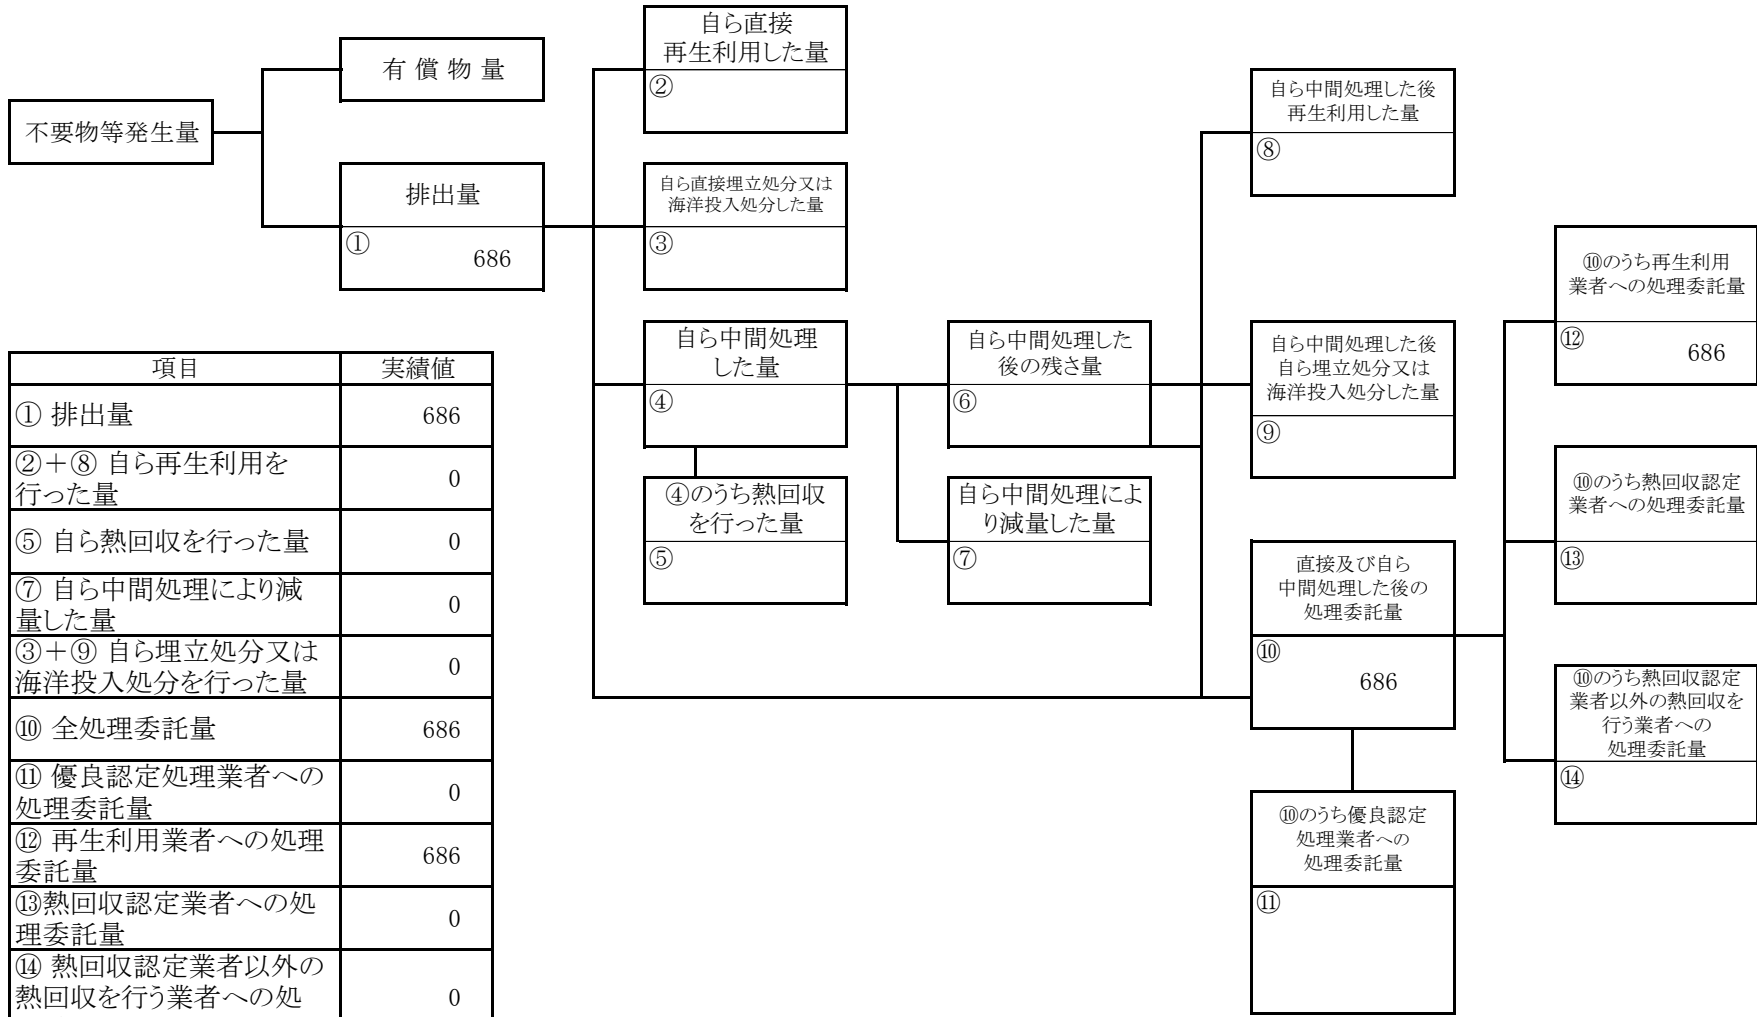 不要物等発生量
有 償 物 量
排出量
①
686
自ら直接
再生利用した量
②
自ら直接埋立処分又は
海洋投入処分した量
③
自ら中間処理
した量
④
④のうち熱回収
を行った量
⑤
自ら中間処理した
後の残さ量
⑥
自ら中間処理によ
り減量した量
⑦
自ら中間処理した後
再生利用した量
⑧
自ら中間処理した後
自ら埋立処分又は
海洋投入処分した量
⑨
直接及び自ら
中間処理した後の
処理委託量
⑩
686
⑩のうち優良認定
処理業者への
処理委託量
⑪
⑩のうち再生利用
業者への処理委託量
⑫
686
⑩のうち熱回収認定
業者への処理委託量
⑬
⑩のうち熱回収認定
業者以外の熱回収を
行う業者への
処理委託量
⑭
項目 実績値
① 排出量 686
②+⑧ 自ら再生利用を
行った量 0
⑤ 自ら熱回収を行った量 0
⑦ 自ら中間処理により減
量した量 0
③+⑨ 自ら埋立処分又は
海洋投入処分を行った量 0
⑩ 全処理委託量 686
⑪ 優良認定処理業者への
処理委託量 0
⑫ 再生利用業者への処理
委託量 686
⑬熱回収認定業者への処
理委託量 0
⑭ 熱回収認定業者以外の
熱回収を行う業者への処 0